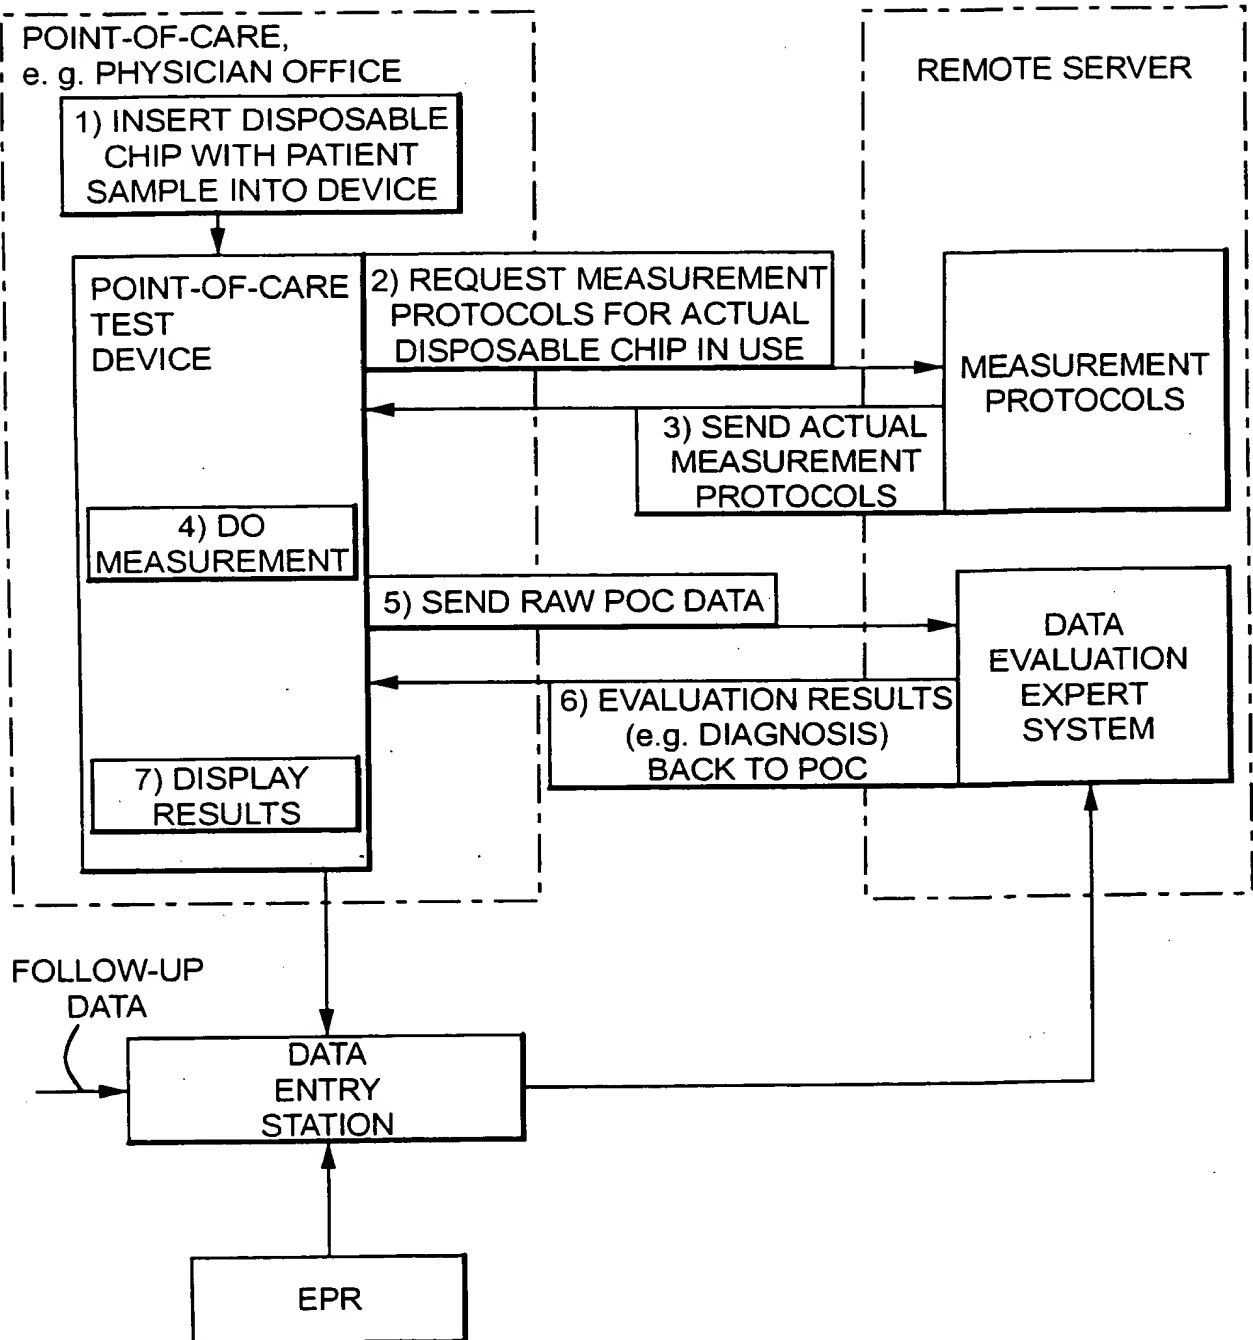 POINT-OF-CARE,
e. g. PHYSICIAN OFFICE
REMOTE SERVER
1) INSERT DISPOSABLE
CHIP WITH PATIENT
SAMPLE INTO DEVICE
POINT-OF-CARE
TEST
DEVICE
2) REQUEST MEASUREMENT
PROTOCOLS FOR ACTUAL
DISPOSABLE CHIP IN USE
MEASUREMENT
PROTOCOLS
3) SEND ACTUAL
MEASUREMENT
PROTOCOLS
4) DO
MEASUREMENT
5) SEND RAW POC DATA
DATA
EVALUATION
EXPERT
SYSTEM
6) EVALUATION RESULTS
(e.g. DIAGNOSIS)
BACK TO POC
7) DISPLAY
RESULTS
FOLLOW-UP
DATA
DATA
ENTRY
STATION
EPR